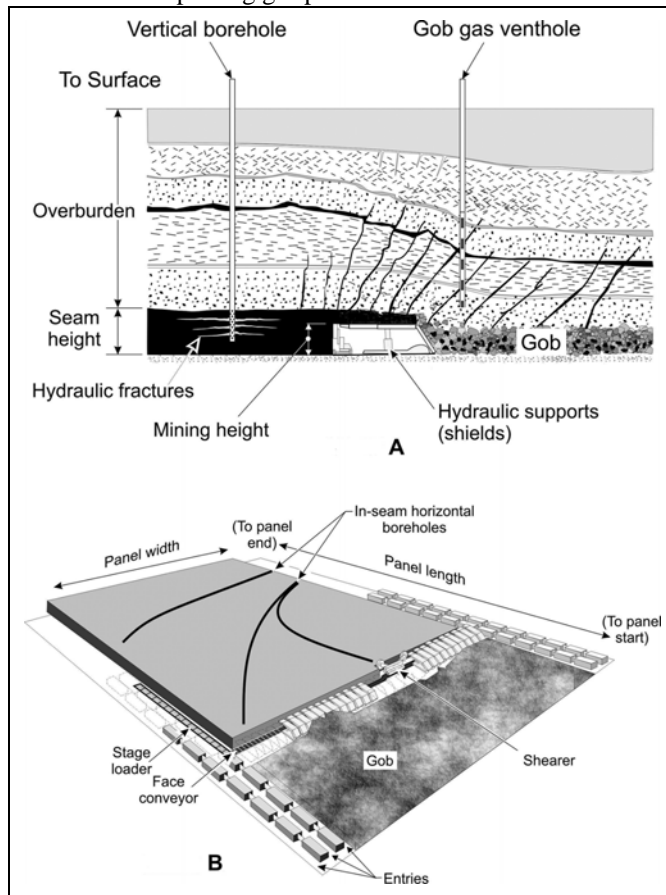 Vertical borehole
Gob gas venthole
To Surface
Overburden
Seam
height
Gob
Hydraulic fractures
Mining height
Hydraulic supports
(shields)
A
In-seam horizontal
boreholes
(To panel
end)
Panel width
Panel length
(To panel
start)
Stage
loader
Face
conveyor
Gob
Shearer
B
Entries